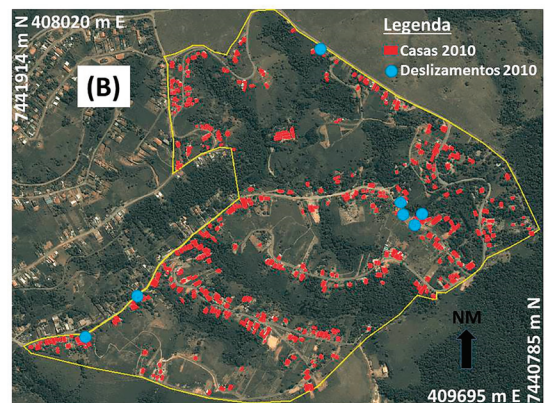 408020 m E
7441914 m N
(B)
Legenda
Casas 2010
Deslizamentos 2010
NM
7440785 m N
409695 m E